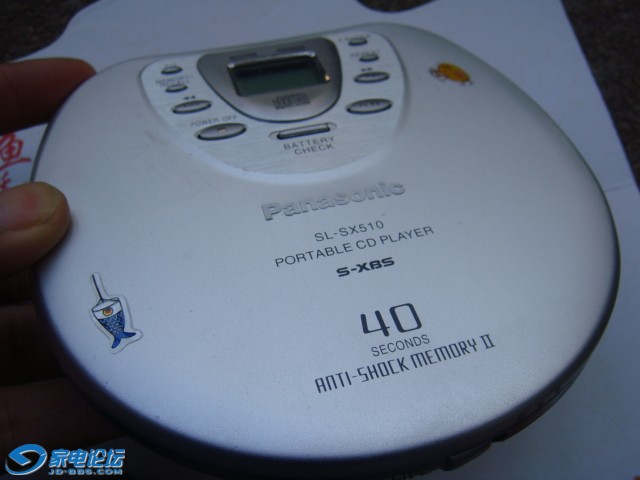 POWER OFF
BATTERY
CHECK
Panasonic
SL-SX510
PORTABLE CD PLAYER
S-XBS
40
SECONDS
ANTI-SHOCK MEMORY II
鱼
家电论坛
JD-BBS.COM